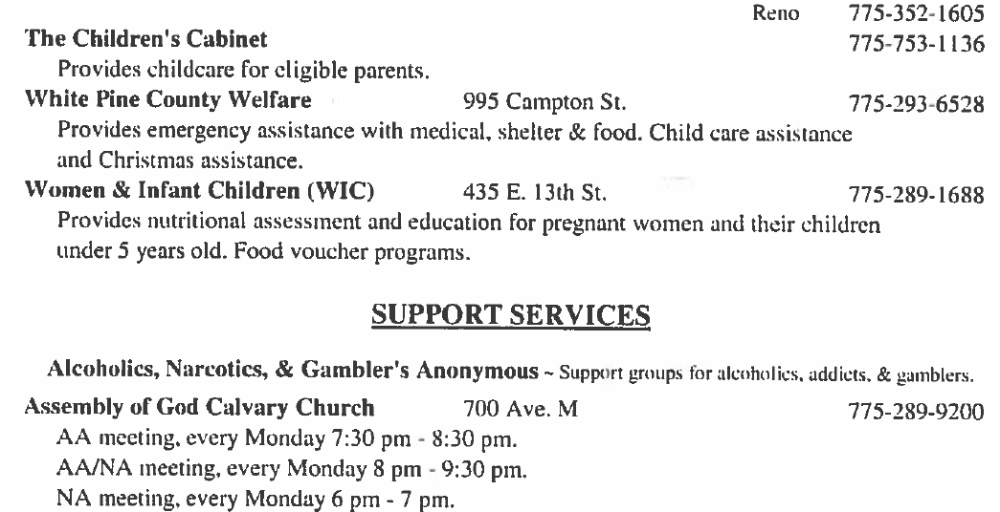 Reno 775-352-1605
The Children's Cabinet 775-753-1136
Provides childcare for eligible parents.
White Pine County Welfare 995 Campton St. 775-293-6528
Provides emergency assistance with medical, shelter & food. Child care assistance
and Christmas assistance.
Women & Infant Children (WIC) 435 E. 13th St. 775-289-1688
Provides nutritional assessment and education for pregnant women and their children
under 5 years old. Food voucher programs.
SUPPORT SERVICES
Alcoholics, Narcotics, & Gambler's Anonymous ~ Support groups for alcoholics, addicts, & gamblers.
Assembly of God Calvary Church 700 Ave. M 775-289-9200
AA meeting, every Monday 7:30 pm - 8:30 pm.
AA/NA meeting, every Monday 8 pm - 9:30 pm.
NA meeting, every Monday 6 pm - 7 pm.